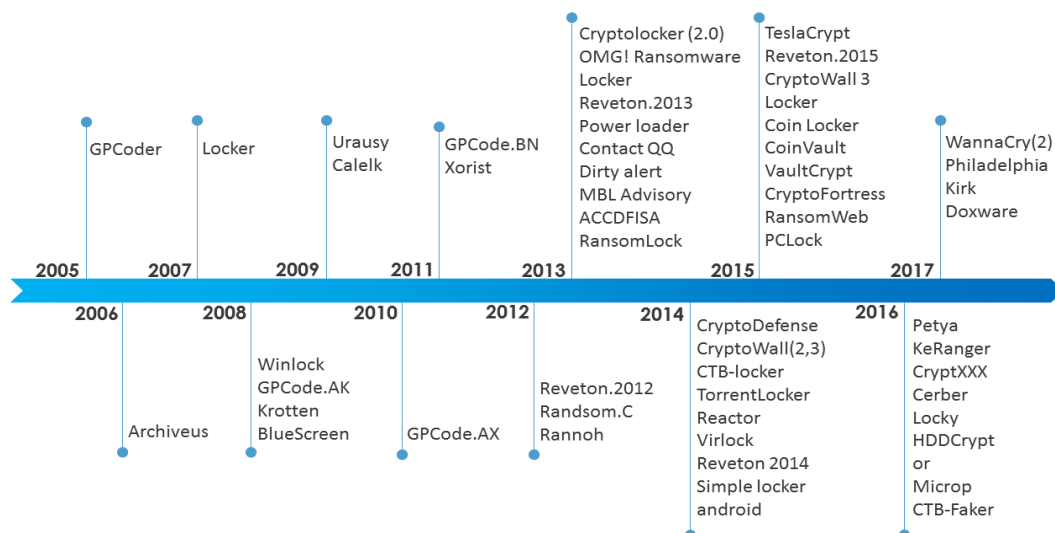 Cryptolocker (2.0)
OMG! Ransomware
Locker
Reveton.2013
Power loader
Contact QQ
Dirty alert
MBL Advisory
ACCDFISA
RansomLock
TeslaCrypt
Reveton.2015
CryptoWall 3
Locker
Coin Locker
CoinVault
VaultCrypt
CryptoFortress
RansomWeb
PCLock
GPCoder
Locker
Urausy
Calelk
GPCode.BN
Xorist
WannaCry(2)
Philadelphia
Kirk
Doxware
2005
2007
2009
2011
2013
2015
2017
2006
2008
2010
2012
2014
2016
Archiveus
Winlock
GPCode.AK
Krotten
BlueScreen
GPCode.AX
Reveton.2012
Randsom.C
Rannoh
CryptoDefense
CryptoWall(2,3)
CTB-locker
TorrentLocker
Reactor
Virlock
Reveton 2014
Simple locker
android
Petya
KeRanger
CryptXXX
Cerber
Locky
HDDCrypt
or
Microp
CTB-Faker